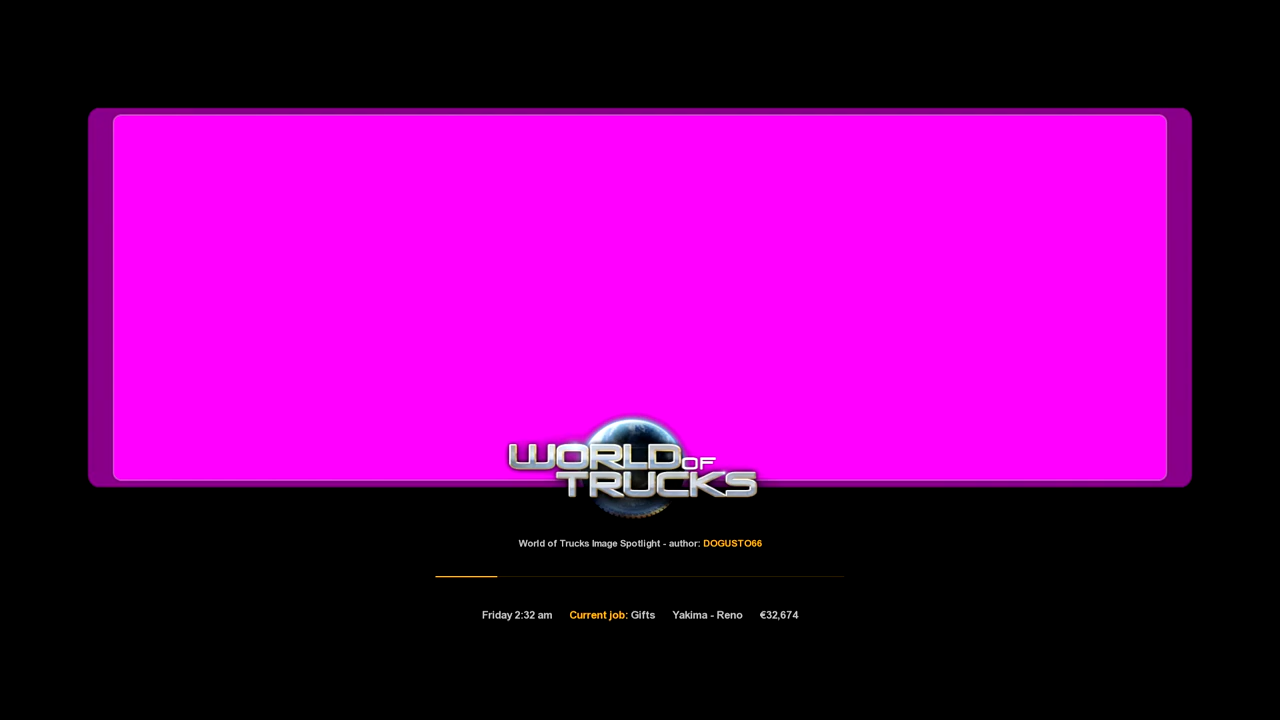 WORLD OF
TRUCKS
World of Trucks Image Spotlight - author: DOGUSTO66
Friday 2:32 am Current job: Gifts Yakima - Reno €32,674